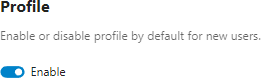 Profile
Enable or disable profile by default for new users.
Enable